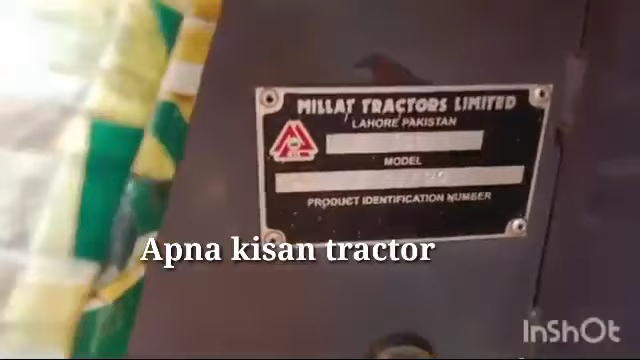 MILLAT TRACTORS LIMITED
LAHORE PAKISTAN
MODEL
PRODUCT IDENTIFICATION NUMBER
Apna kisan tractor
InShOt